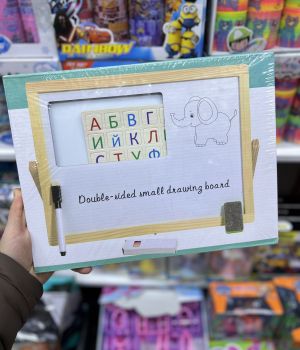 RAINBOW
А Б В Г
И Й К Л
С Т У Ф
Double-sided small drawing board